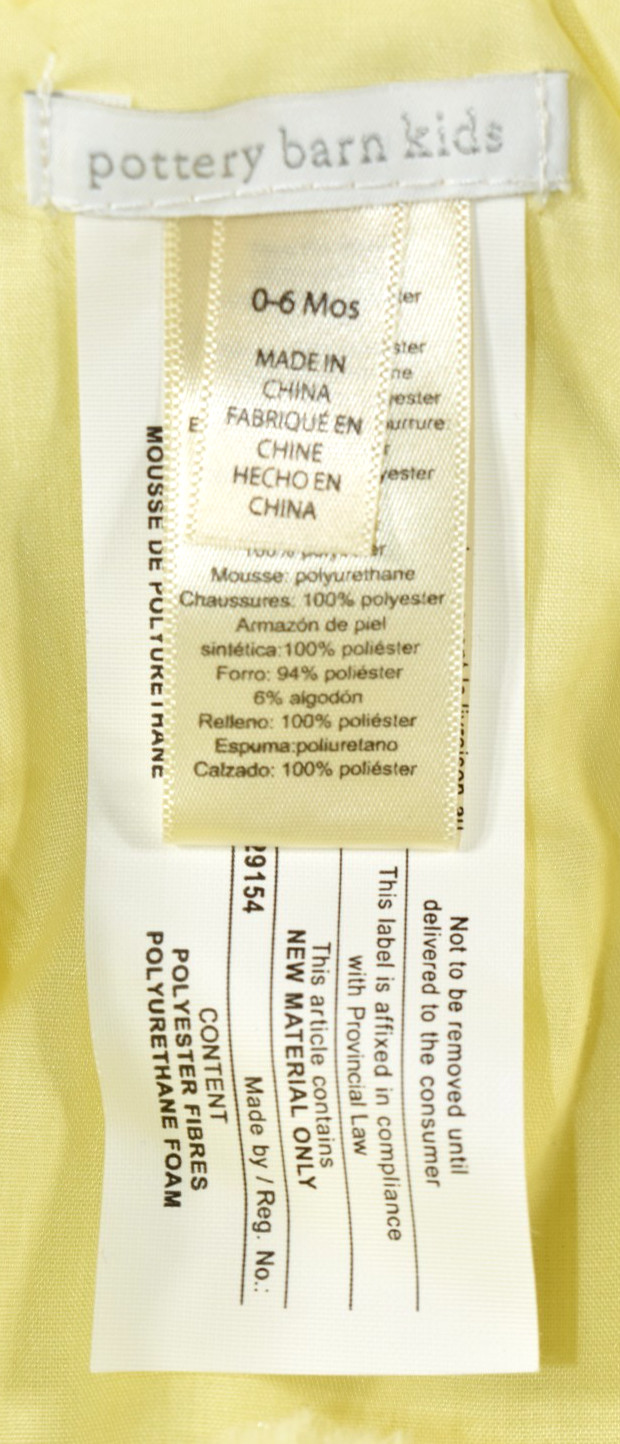 pottery barn kids
0-6 Mos
MADE IN
CHINA
FABRIQUÉ EN
CHINE
HECHO EN
CHINA
Mousse: polyurethane
Chaussures: 100% polyester
Armazón de piel
sintética:100% poliéster
Forro: 94% poliéster
6% algodón
Relleno: 100% poliéster
Espuma:poliuretano
Calzado: 100% poliéster
Not to be removed until
delivered to the consumer
This label is affixed in compliance
with Provincial Law
This article contains
NEW MATERIAL ONLY
Made by / Reg. No.:
29154
CONTENT
POLYESTER FIBRES
POLYURETHANE FOAM
MOUSSE DE POLYURETHANE